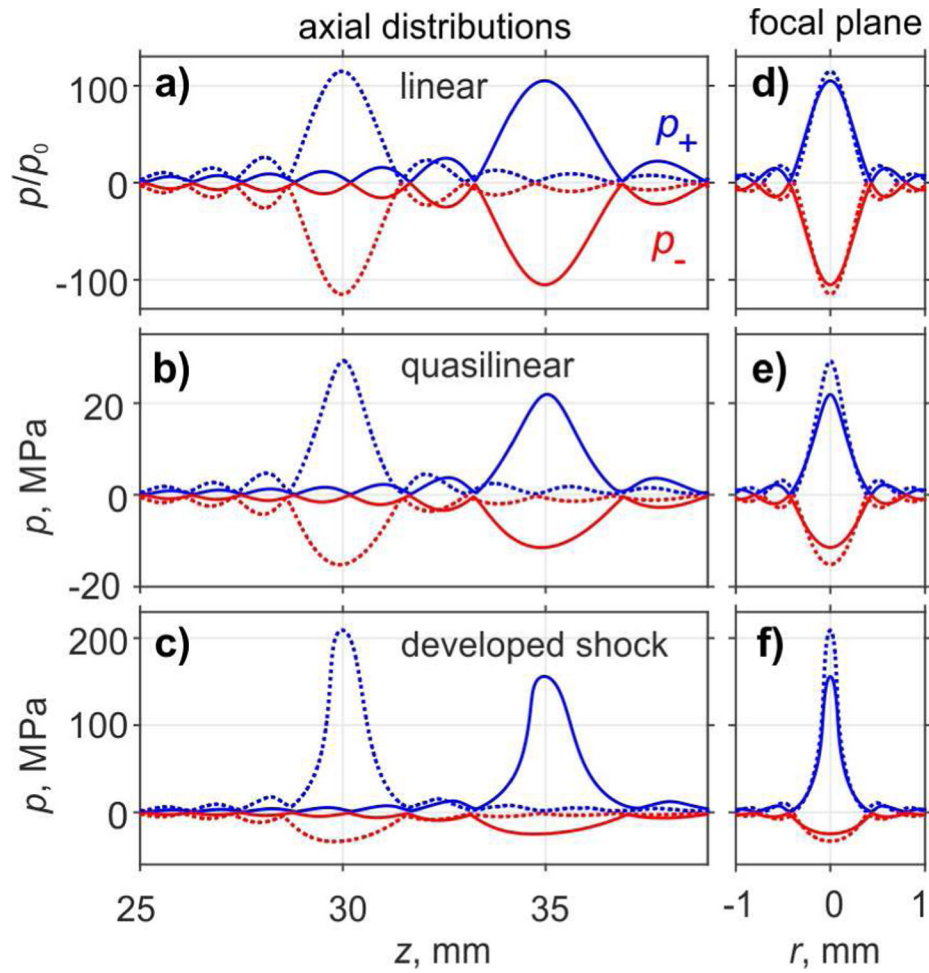 axial distributions
focal plane
a)
linear
d)
p+
p-
p/p0
100
0
-100
b)
quasilinear
e)
p, MPa
20
0
-20
c)
developed shock
f)
p, MPa
200
100
0
25
30
35
-1
0
1
z, mm
r, mm